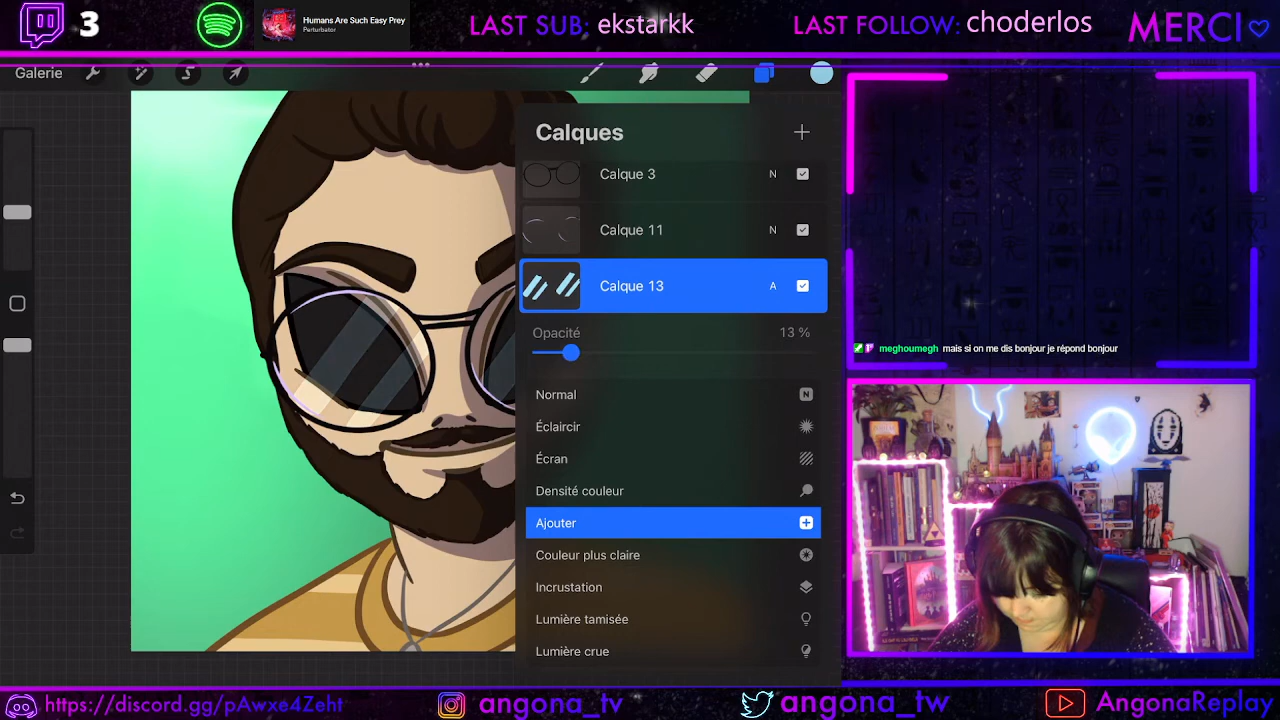 3
Humans Are Such Easy Prey
Perturbator
LAST SUB: ekstarkk
LAST FOLLOW: choderlos
MERCI
Galerie
Calques
Calque 3
N
Calque 11
N
Calque 13
A
Opacité
13 %
Normal
N
Éclaircir
Écran
Densité couleur
Ajouter
Couleur plus claire
Incrustation
Lumière tamisée
Lumière crue
meghoumegh mais si on me dis bonjour je répond bonjour
https://discord.gg/pAwxe4Zeht
angona_tv
angona_tw
AngonaReplay